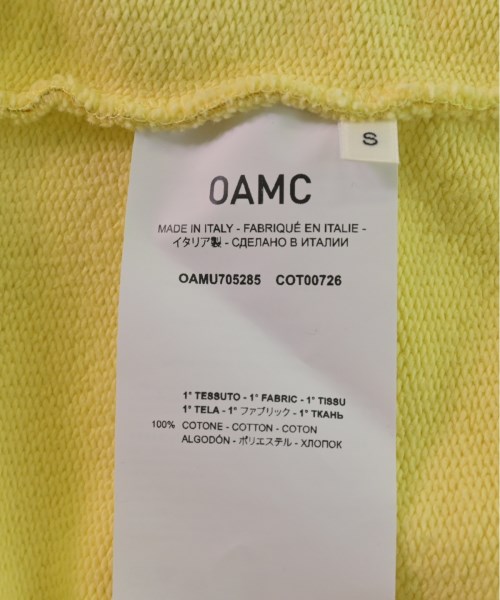 S
OAMC
MADE IN ITALY - FABRIQUÉ EN ITALIE -
イタリア製 - СДЕЛАНО В ИТАЛИИ
OAMU705285 COT00726
1° TESSUTO - 1° FABRIC - 1° TISSU
1° TELA - 1° ファブリック - 1° ТКАНЬ
100% COTONE - COTTON - COTON
ALGODÓN - ポリエステル - ХЛОПОК